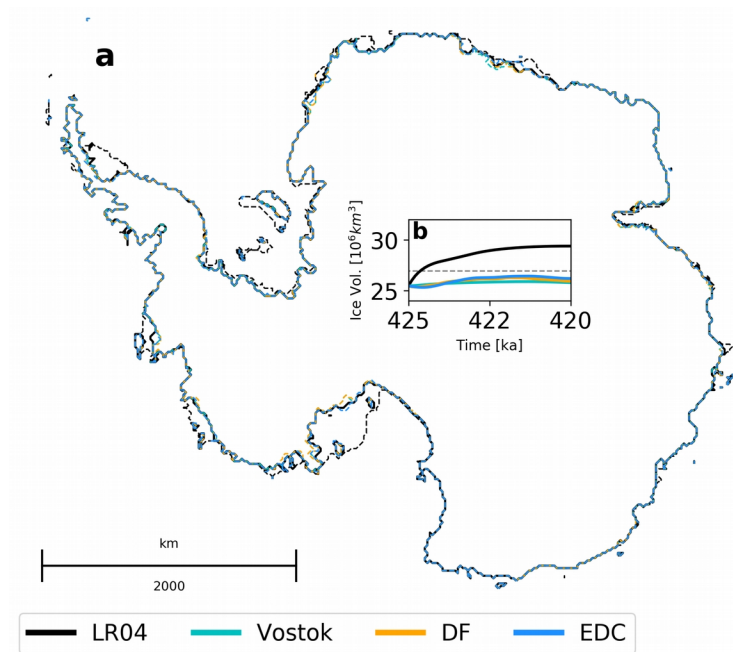 a
b
Ice Vol. [10⁶km³]
30
25
425 422 420
Time [ka]
km
2000
LR04 Vostok DF EDC